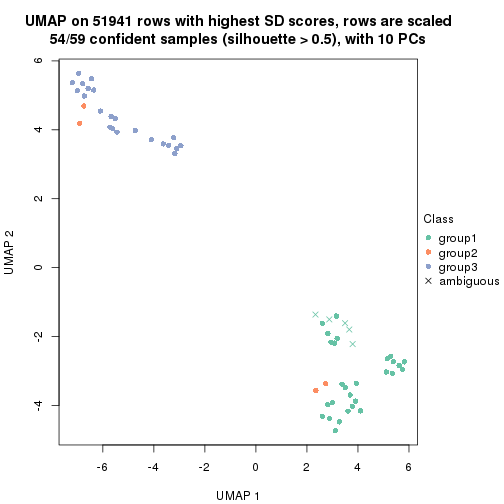 UMAP on 51941 rows with highest SD scores, rows are scaled
54/59 confident samples (silhouette > 0.5), with 10 PCs
6
4
2
0
-2
-4
UMAP 2
-6
-4
-2
0
2
4
6
UMAP 1
Class
group1
group2
group3
ambiguous